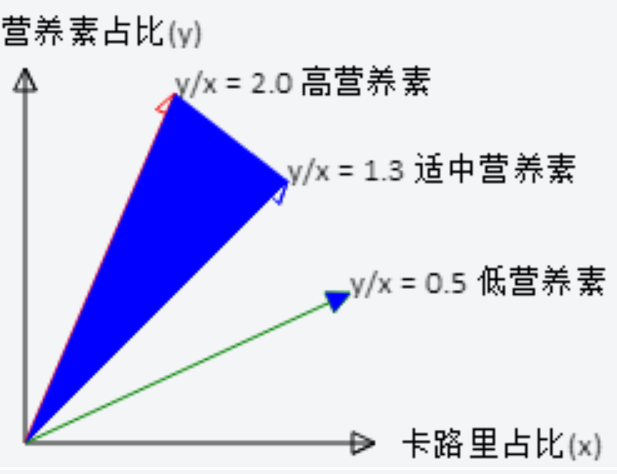 营养素占比(y)
y/x = 2.0 高营养素
y/x = 1.3 适中营养素
y/x = 0.5 低营养素
卡路里占比(x)